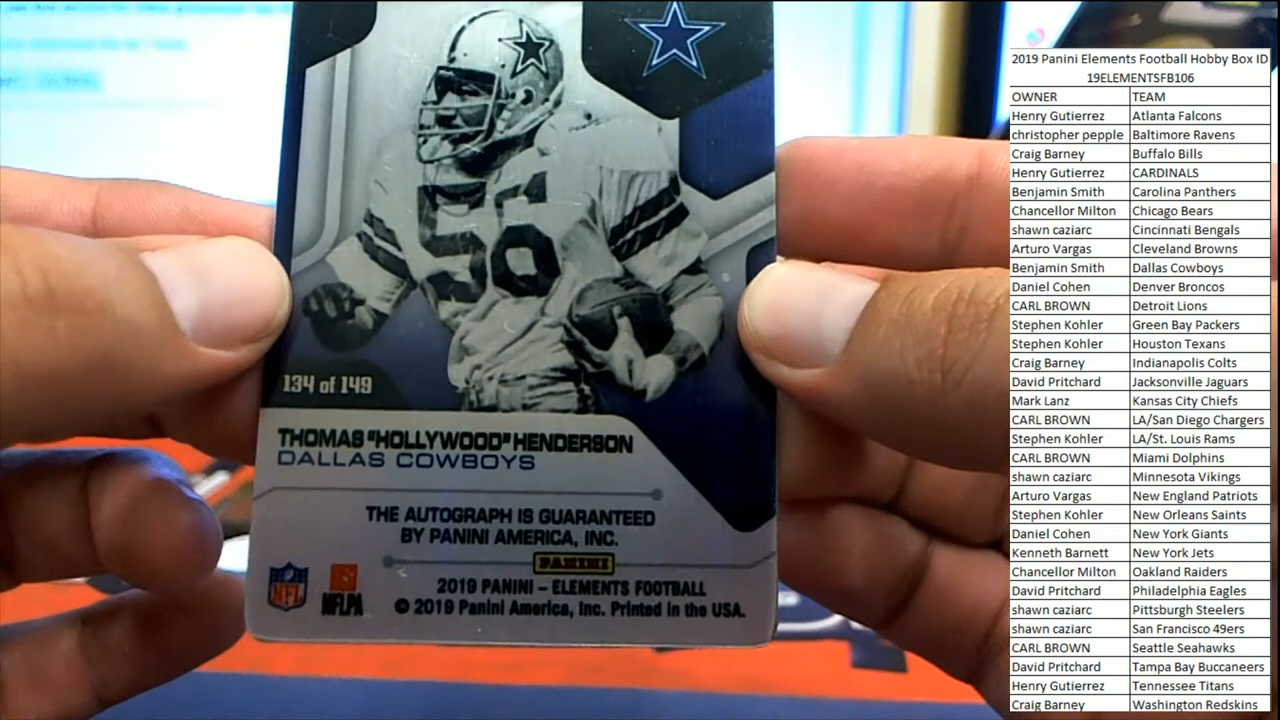 56
134 of 149
THOMAS "HOLLYWOOD" HENDERSON
DALLAS COWBOYS
THE AUTOGRAPH IS GUARANTEED
BY PANINI AMERICA, INC.
PANINI
2019 PANINI – ELEMENTS FOOTBALL
© 2019 Panini America, Inc. Printed in the USA.
NFL
NFLPA
2019 Panini Elements Football Hobby Box ID
19ELEMENTSFB106
OWNER TEAM
Henry Gutierrez Atlanta Falcons
christopher pepple Baltimore Ravens
Craig Barney Buffalo Bills
Henry Gutierrez CARDINALS
Benjamin Smith Carolina Panthers
Chancellor Milton Chicago Bears
shawn caziarc Cincinnati Bengals
Arturo Vargas Cleveland Browns
Benjamin Smith Dallas Cowboys
Daniel Cohen Denver Broncos
CARL BROWN Detroit Lions
Stephen Kohler Green Bay Packers
Stephen Kohler Houston Texans
Craig Barney Indianapolis Colts
David Pritchard Jacksonville Jaguars
Mark Lanz Kansas City Chiefs
CARL BROWN LA/San Diego Chargers
Stephen Kohler LA/St. Louis Rams
CARL BROWN Miami Dolphins
shawn caziarc Minnesota Vikings
Arturo Vargas New England Patriots
Stephen Kohler New Orleans Saints
Daniel Cohen New York Giants
Kenneth Barnett New York Jets
Chancellor Milton Oakland Raiders
David Pritchard Philadelphia Eagles
shawn caziarc Pittsburgh Steelers
shawn caziarc San Francisco 49ers
CARL BROWN Seattle Seahawks
David Pritchard Tampa Bay Buccaneers
Henry Gutierrez Tennessee Titans
Craig Barney Washington Redskins